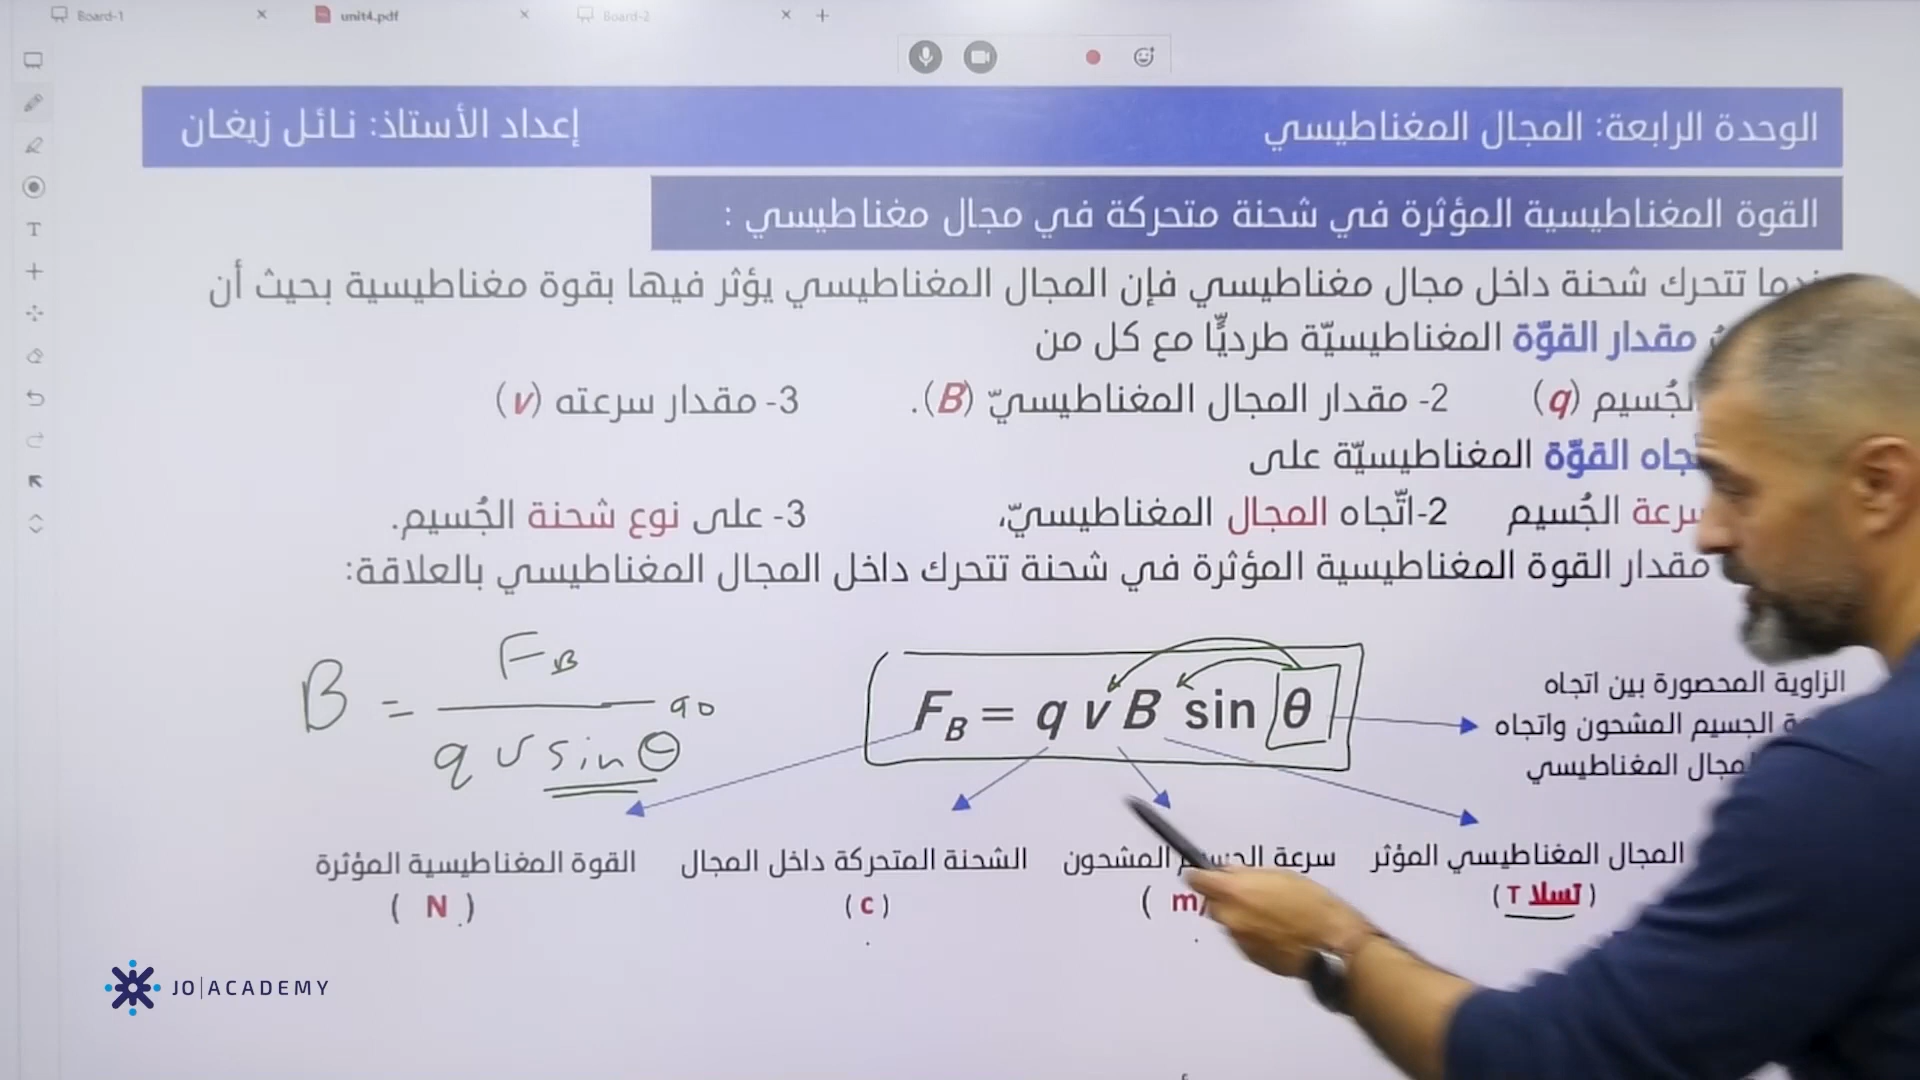 Board-1
unit4.pdf
Board-2
الوحدة الرابعة: المجال المغناطيسي
إعداد الأستاذ: نائل زيغان
القوة المغناطيسية المؤثرة في شحنة متحركة في مجال مغناطيسي :
تتحرك شحنة داخل مجال مغناطيسي فإن المجال المغناطيسي يؤثر فيها بقوة مغناطيسية بحيث أن
مقدار القوّة المغناطيسيّة طرديًّا مع كل من
الجُسيم (q) 2- مقدار المجال المغناطيسيّ (B). 3- مقدار سرعته (v)
القوّة المغناطيسيّة على
الجُسيم 2-اتّجاه المجال المغناطيسيّ، 3- على نوع شحنة الجُسيم.
مقدار القوة المغناطيسية المؤثرة في شحنة تتحرك داخل المجال المغناطيسي بالعلاقة:
B = F_B / q v sin θ 90
F_B = q v B sin θ
الزاوية المحصورة بين اتجاه
الجسيم المشحون واتجاه
المجال المغناطيسي
المجال المغناطيسي المؤثر
(تسلا T)
سرعة المشحون
( m/
الشحنة المتحركة داخل المجال
(c)
القوة المغناطيسية المؤثرة
( N )
JO|ACADEMY